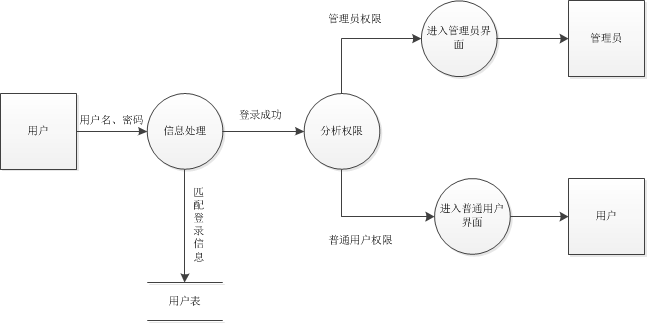 管理员权限
进入管理员界
面
管理员
用户
用户名、密码
信息处理
登录成功
分析权限
匹配登录信息
进入普通用户
界面
用户
普通用户权限
用户表